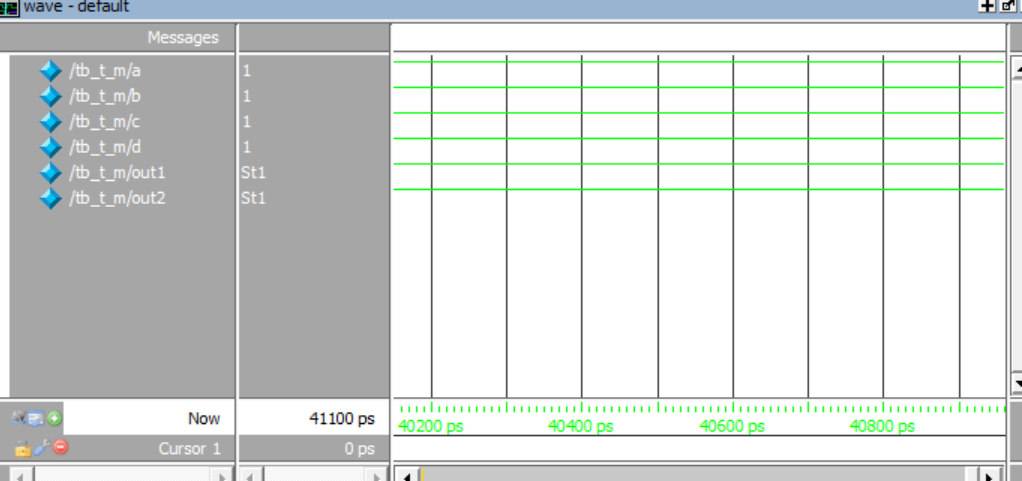 wave - default
Messages
/tb_t_m/a 1
/tb_t_m/b 1
/tb_t_m/c 1
/tb_t_m/d 1
/tb_t_m/out1 St1
/tb_t_m/out2 St1
Now 41100 ps 40200 ps 40400 ps 40600 ps 40800 ps
Cursor 1 0 ps